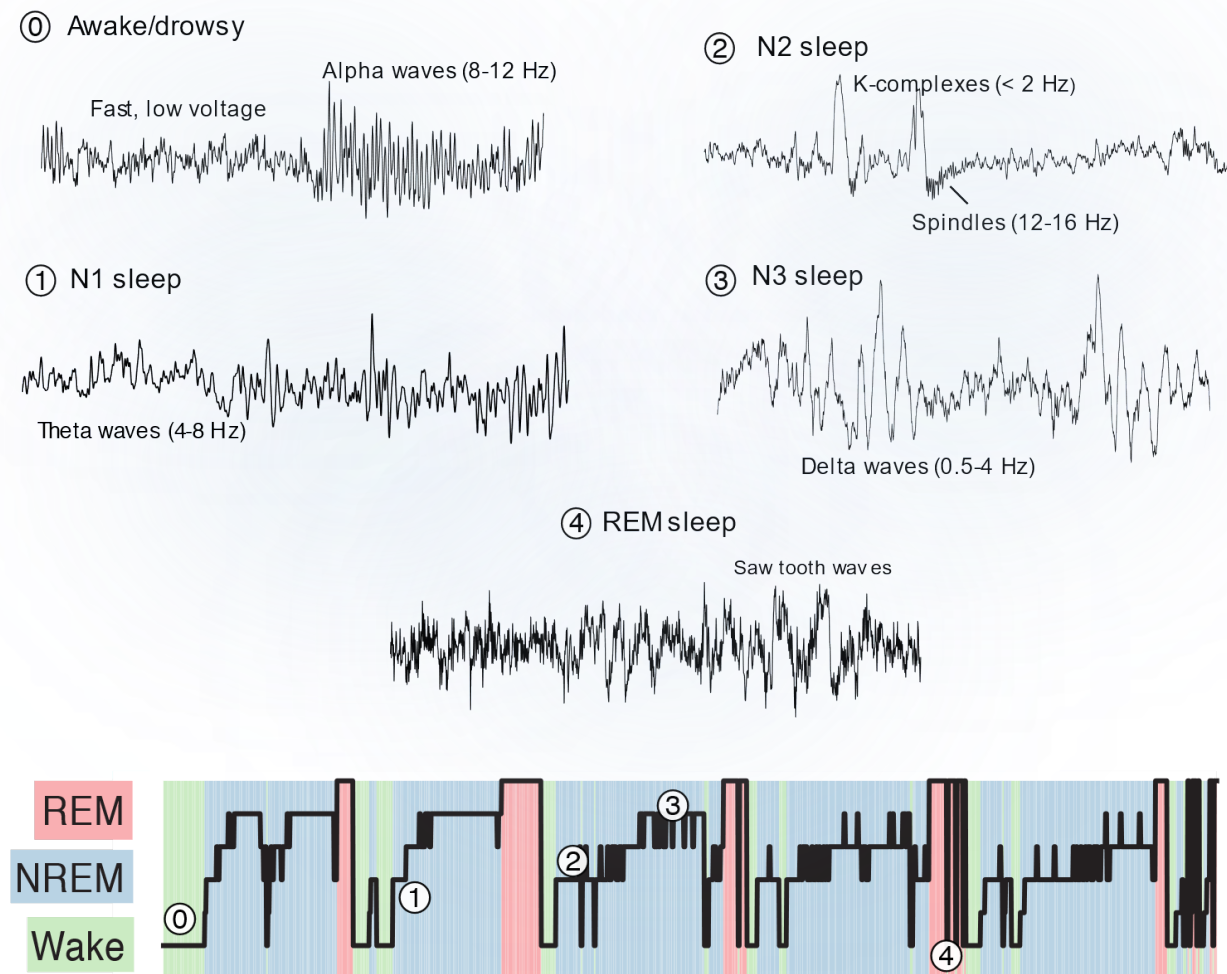 0 Awake/drowsy
Alpha waves (8-12 Hz)
Fast, low voltage
2 N2 sleep
K-complexes (< 2 Hz)
Spindles (12-16 Hz)
1 N1 sleep
Theta waves (4-8 Hz)
3 N3 sleep
Delta waves (0.5-4 Hz)
4 REM sleep
Saw tooth waves
REM
NREM
Wake
0
1
2
3
4